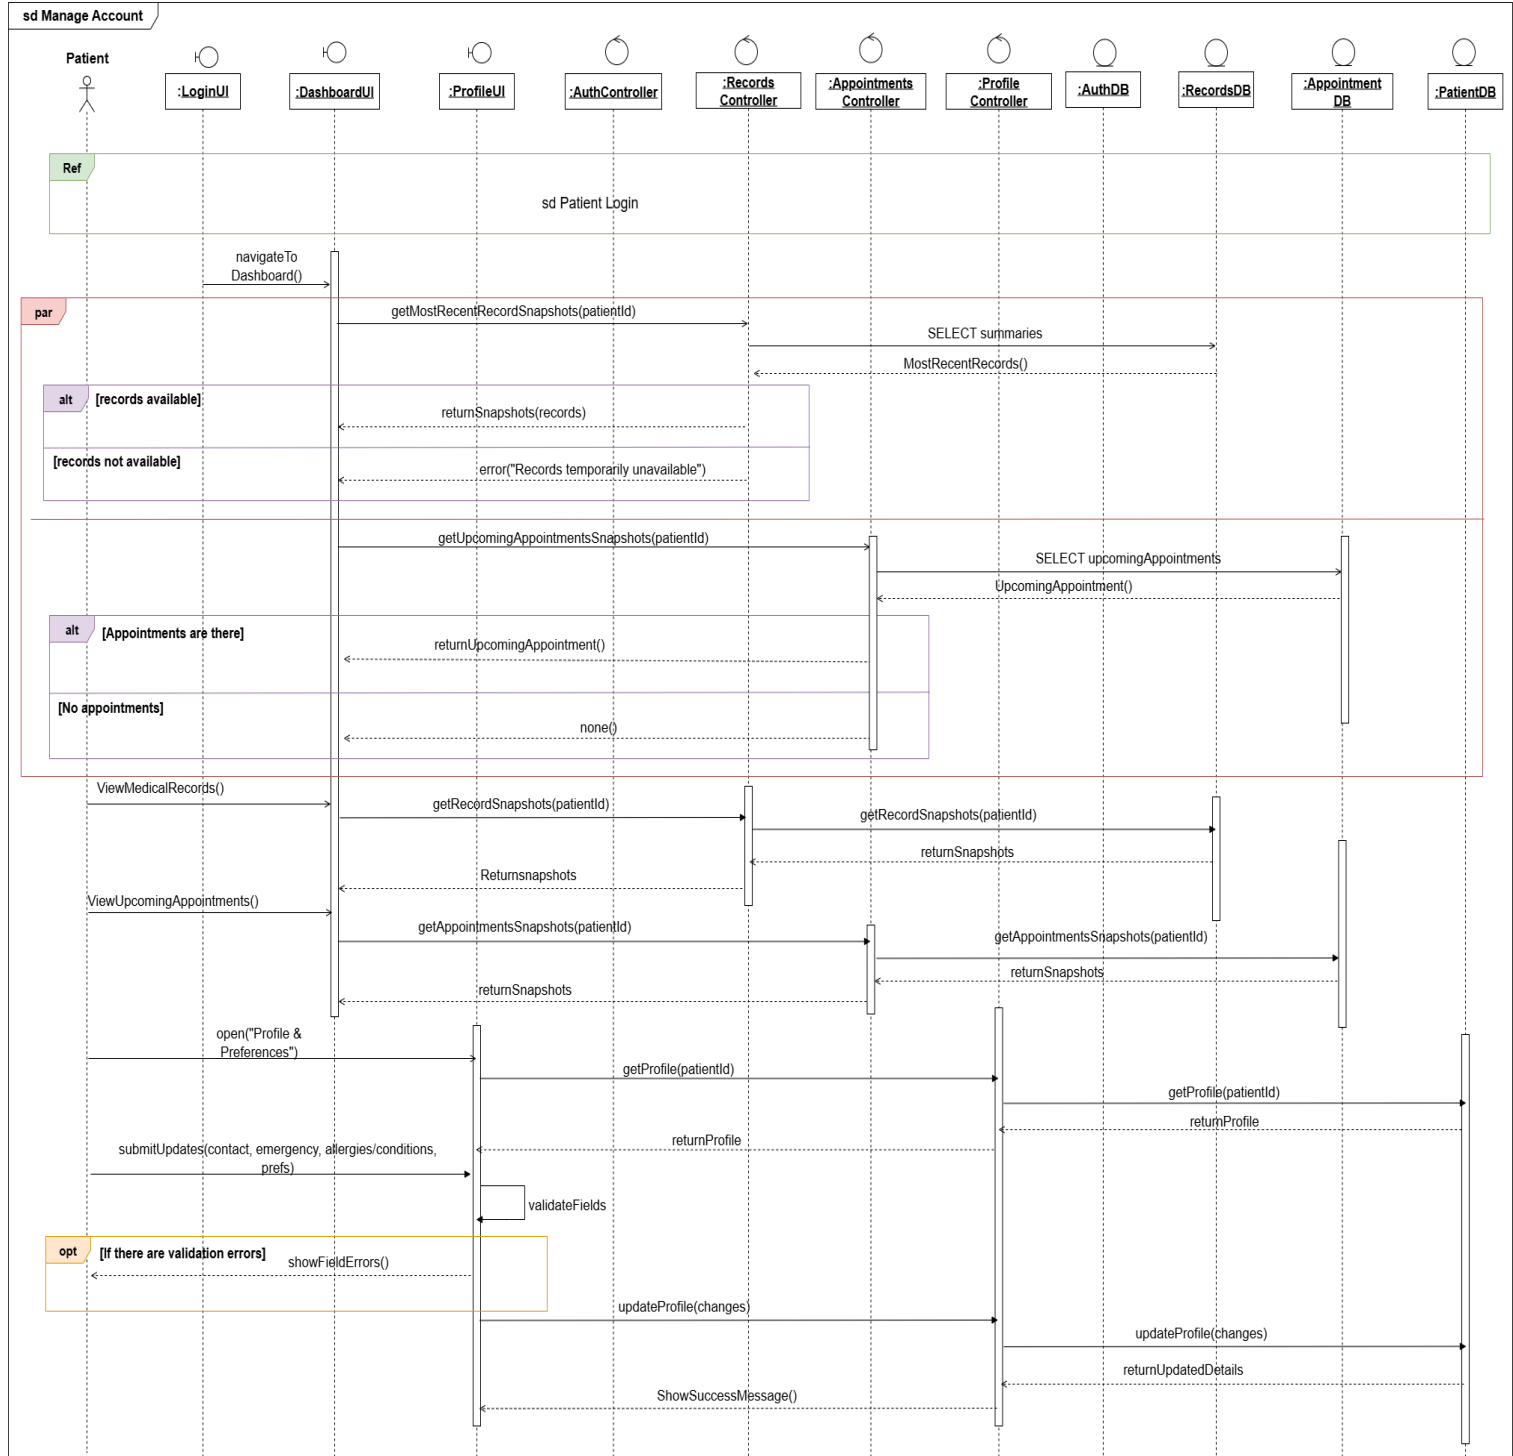 sd Manage Account
Patient
:LoginUI
:DashboardUI
:ProfileUI
:AuthController
:Records
Controller
:Appointments
Controller
:Profile
Controller
:AuthDB
:RecordsDB
:Appointment
DB
:PatientDB
Ref
sd Patient Login
navigateTo
Dashboard()
par
getMostRecentRecordSnapshots(patientId)
SELECT summaries
MostRecentRecords()
alt
[records available]
returnSnapshots(records)
[records not available]
error("Records temporarily unavailable")
getUpcomingAppointmentsSnapshots(patientId)
SELECT upcomingAppointments
UpcomingAppointment()
alt
[Appointments are there]
returnUpcomingAppointment()
[No appointments]
none()
ViewMedicalRecords()
getRecordSnapshots(patientId)
getRecordSnapshots(patientId)
returnSnapshots
Returnsnapshots
ViewUpcomingAppointments()
getAppointmentsSnapshots(patientId)
getAppointmentsSnapshots(patientId)
returnSnapshots
returnSnapshots
open("Profile &
Preferences")
getProfile(patientId)
getProfile(patientId)
returnProfile
returnProfile
submitUpdates(contact, emergency, allergies/conditions,
prefs)
validateFields
opt
[If there are validation errors]
showFieldErrors()
updateProfile(changes)
updateProfile(changes)
returnUpdatedDetails
ShowSuccessMessage()